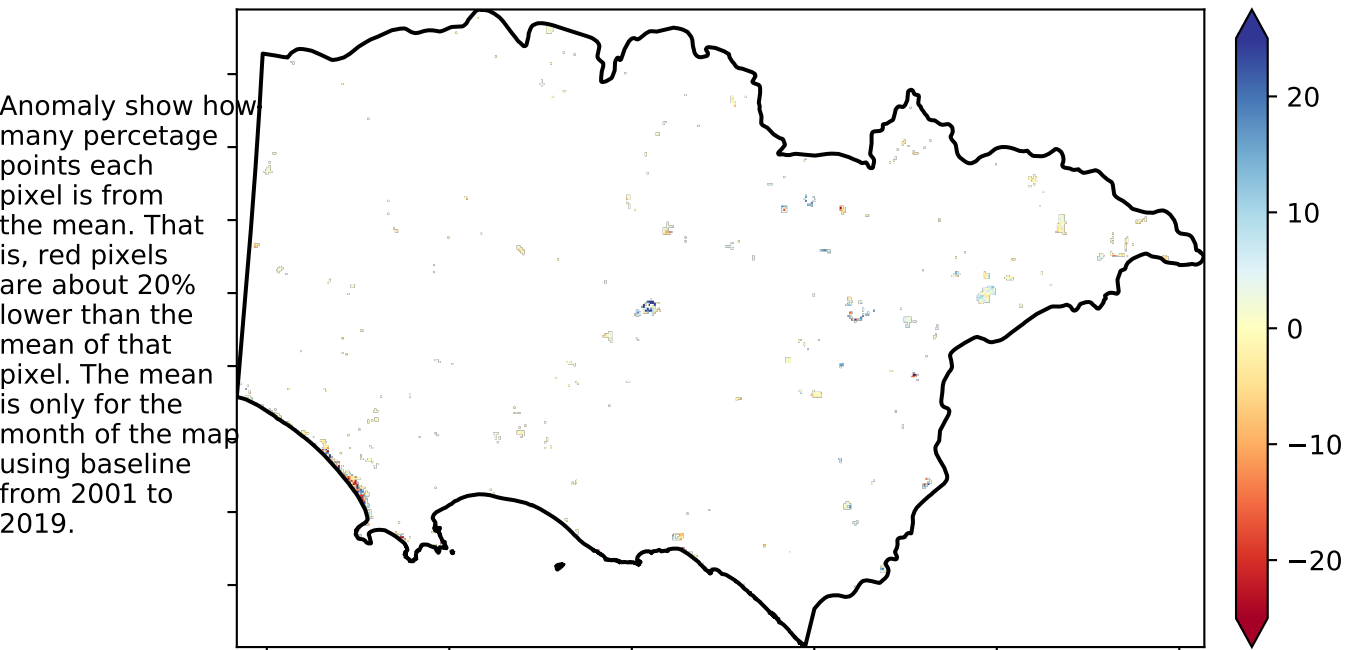 Anomaly show how
many percetage
points each
pixel is from
the mean. That
is, red pixels
are about 20%
lower than the
mean of that
pixel. The mean
is only for the
month of the map
using baseline
from 2001 to
2019.
20
10
0
−10
−20